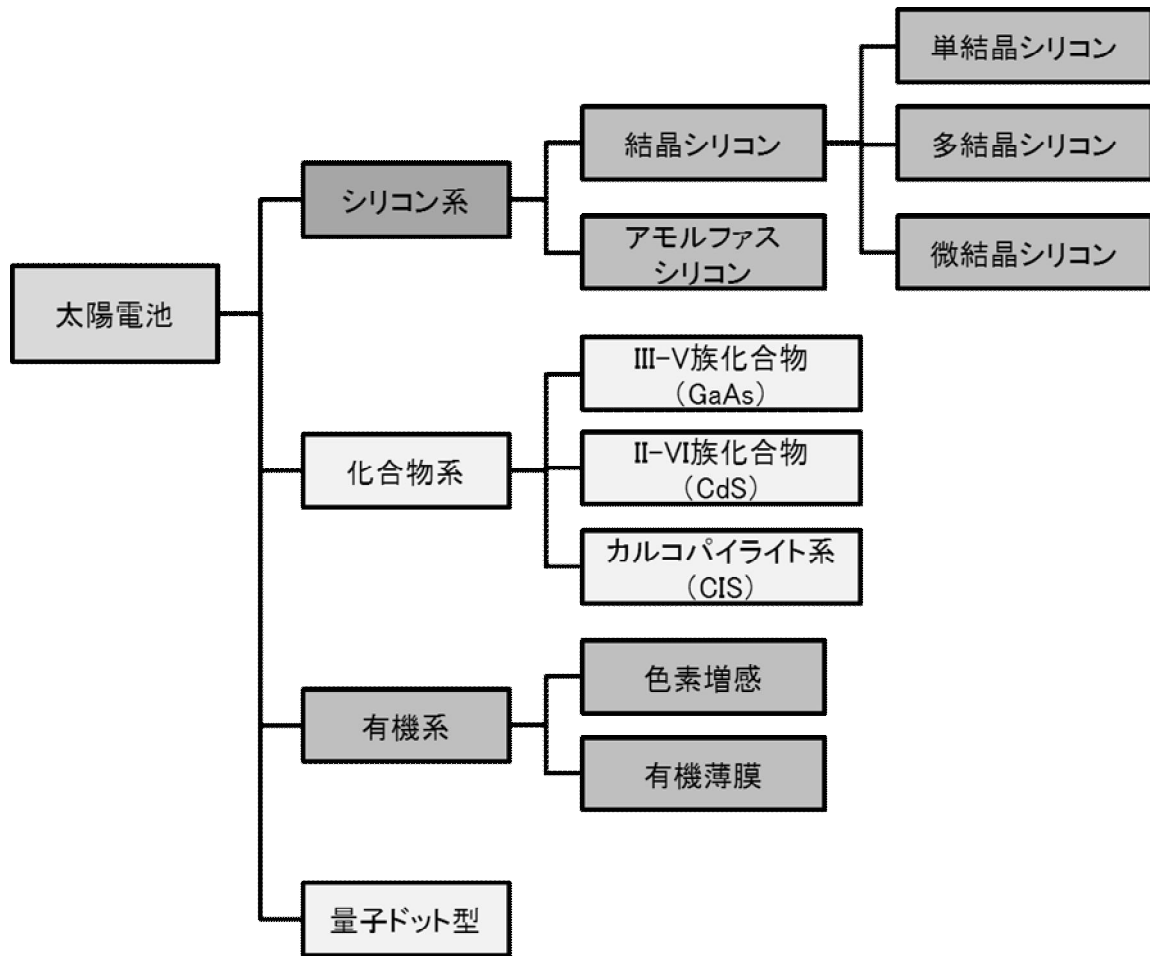 太陽電池
シリコン系
結晶シリコン
単結晶シリコン
多結晶シリコン
微結晶シリコン
アモルファス
シリコン
化合物系
III-V族化合物
(GaAs)
II-VI族化合物
(CdS)
カルコパイライト系
(CIS)
有機系
色素増感
有機薄膜
量子ドット型